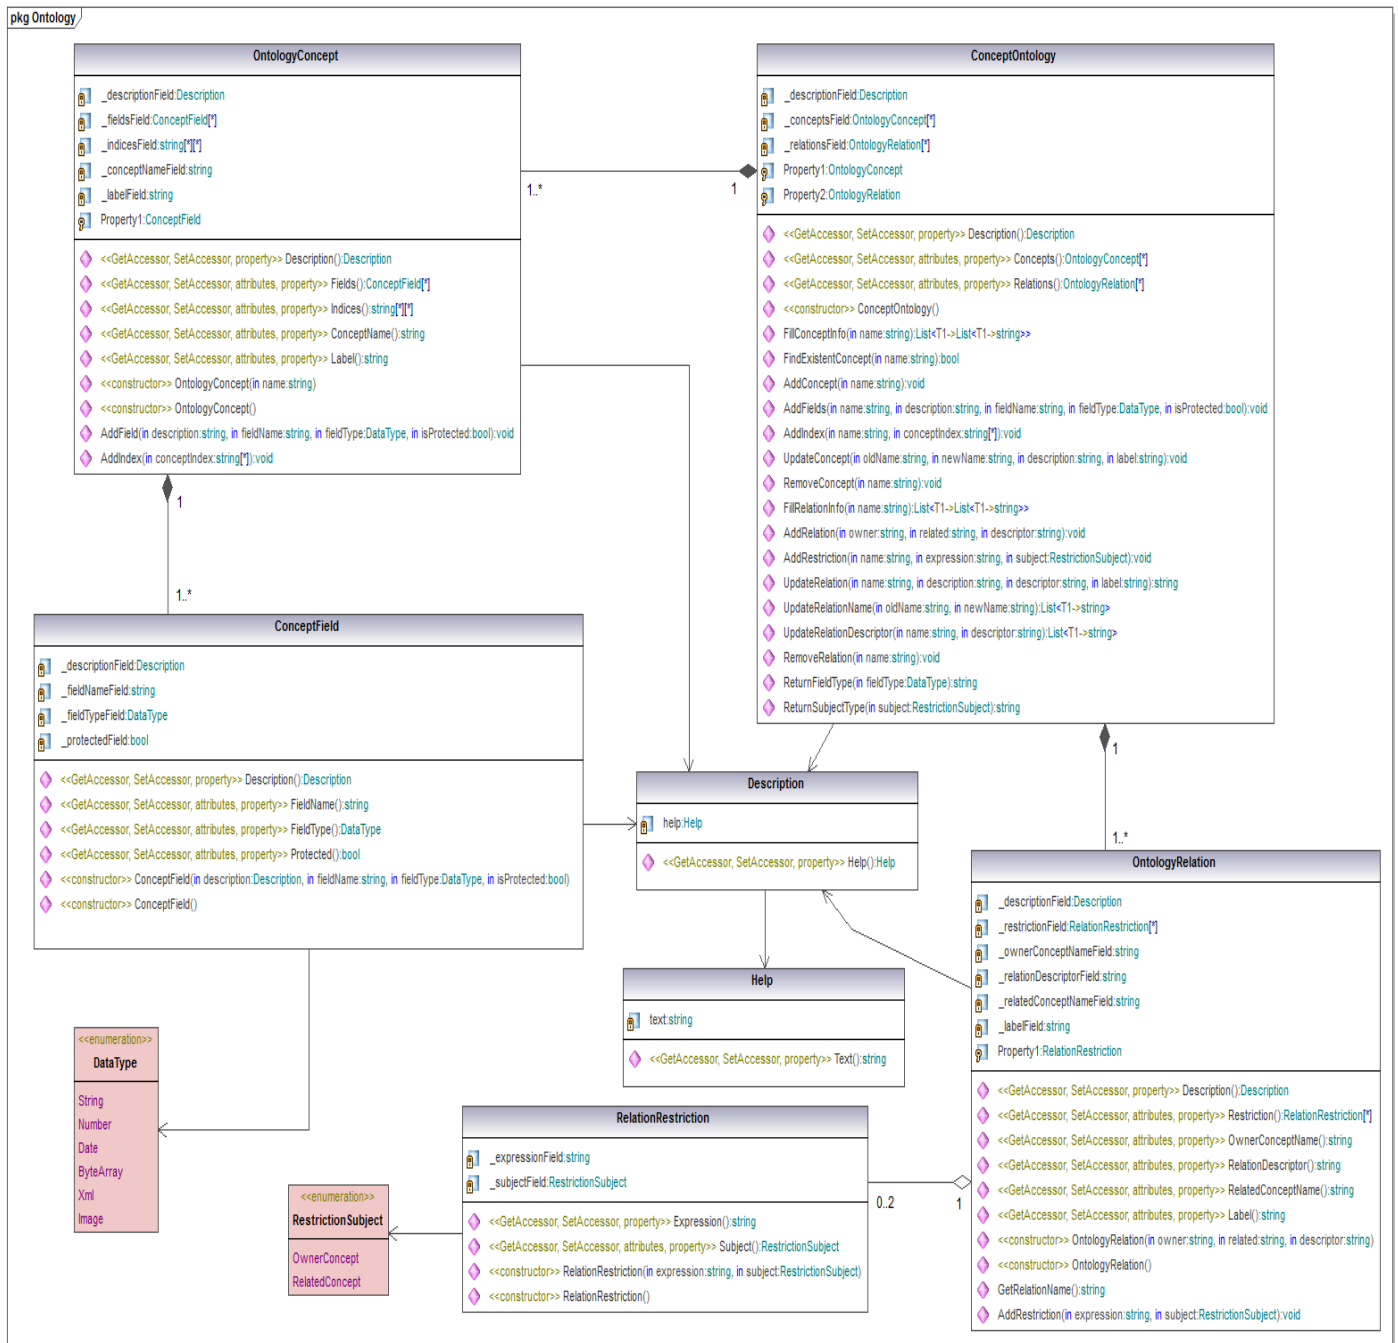 pkg Ontology
OntologyConcept
_descriptionField:Description
_fieldsField:ConceptField[*]
_indicesField:string[*][*]
_conceptNameField:string
_labelField:string
Property1:ConceptField
<<GetAccessor, SetAccessor, property>> Description():Description
<<GetAccessor, SetAccessor, attributes, property>> Fields():ConceptField[*]
<<GetAccessor, SetAccessor, attributes, property>> Indices():string[*][*]
<<GetAccessor, SetAccessor, attributes, property>> ConceptName():string
<<GetAccessor, SetAccessor, attributes, property>> Label():string
<<constructor>> OntologyConcept(in name:string)
<<constructor>> OntologyConcept()
AddField(in description:string, in fieldName:string, in fieldType:DataType, in isProtected:bool):void
AddIndex(in conceptIndex:string[*]):void
1..*
1
ConceptOntology
_descriptionField:Description
_conceptsField:OntologyConcept[*]
_relationsField:OntologyRelation[*]
Property1:OntologyConcept
Property2:OntologyRelation
<<GetAccessor, SetAccessor, property>> Description():Description
<<GetAccessor, SetAccessor, attributes, property>> Concepts():OntologyConcept[*]
<<GetAccessor, SetAccessor, attributes, property>> Relations():OntologyRelation[*]
<<constructor>> ConceptOntology()
FillConceptInfo(in name:string):List<T1->List<T1->string>>
FindExistentConcept(in name:string):bool
AddConcept(in name:string):void
AddFields(in name:string, in description:string, in fieldName:string, in fieldType:DataType, in isProtected:bool):void
AddIndex(in name:string, in conceptIndex:string[*]):void
UpdateConcept(in oldName:string, in newName:string, in description:string, in label:string):void
RemoveConcept(in name:string):void
FillRelationInfo(in name:string):List<T1->List<T1->string>>
AddRelation(in owner:string, in related:string, in descriptor:string):void
AddRestriction(in name:string, in expression:string, in subject:RestrictionSubject):void
UpdateRelation(in name:string, in description:string, in descriptor:string, in label:string):string
UpdateRelationName(in oldName:string, in newName:string):List<T1->string>
UpdateRelationDescriptor(in name:string, in descriptor:string):List<T1->string>
RemoveRelation(in name:string):void
ReturnFieldType(in fieldType:DataType):string
ReturnSubjectType(in subject:RestrictionSubject):string
1
1..*
ConceptField
_descriptionField:Description
_fieldNameField:string
_fieldTypeField:DataType
_protectedField:bool
<<GetAccessor, SetAccessor, property>> Description():Description
<<GetAccessor, SetAccessor, attributes, property>> FieldName():string
<<GetAccessor, SetAccessor, attributes, property>> FieldType():DataType
<<GetAccessor, SetAccessor, attributes, property>> Protected():bool
<<constructor>> ConceptField(in description:Description, in fieldName:string, in fieldType:DataType, in isProtected:bool)
<<constructor>> ConceptField()
Description
help:Help
<<GetAccessor, SetAccessor, property>> Help():Help
1
1..*
OntologyRelation
_descriptionField:Description
_restrictionField:RelationRestriction[*]
_ownerConceptNameField:string
_relationDescriptorField:string
_relatedConceptNameField:string
_labelField:string
Property1:RelationRestriction
<<GetAccessor, SetAccessor, property>> Description():Description
<<GetAccessor, SetAccessor, attributes, property>> Restriction():RelationRestriction[*]
<<GetAccessor, SetAccessor, attributes, property>> OwnerConceptName():string
<<GetAccessor, SetAccessor, attributes, property>> RelationDescriptor():string
<<GetAccessor, SetAccessor, attributes, property>> RelatedConceptName():string
<<GetAccessor, SetAccessor, attributes, property>> Label():string
<<constructor>> OntologyRelation(in owner:string, in related:string, in descriptor:string)
<<constructor>> OntologyRelation()
GetRelationName():string
AddRestriction(in expression:string, in subject:RestrictionSubject):void
Help
text:string
<<GetAccessor, SetAccessor, property>> Text():string
<<enumeration>>
DataType
String
Number
Date
ByteArray
Xml
Image
RelationRestriction
_expressionField:string
_subjectField:RestrictionSubject
<<GetAccessor, SetAccessor, property>> Expression():string
<<GetAccessor, SetAccessor, attributes, property>> Subject():RestrictionSubject
<<constructor>> RelationRestriction(in expression:string, in subject:RestrictionSubject)
<<constructor>> RelationRestriction()
0..2
1
<<enumeration>>
RestrictionSubject
OwnerConcept
RelatedConcept